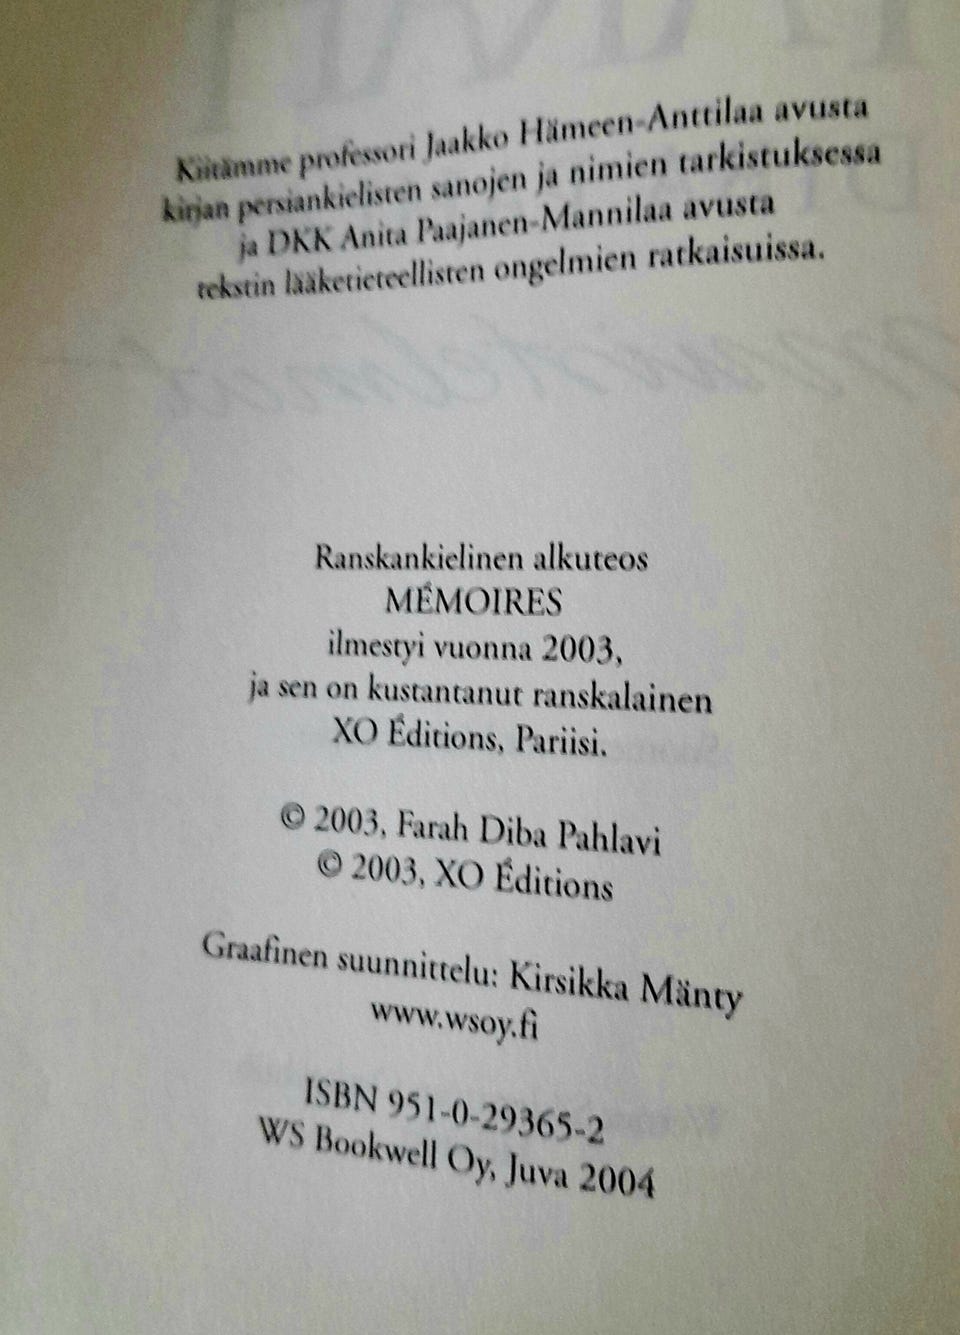 Kiitämme professori Jaakko Hämeen-Anttilaa avusta
kirjan persiankielisten sanojen ja nimien tarkistuksessa
ja DKK Anita Paajanen-Mannilaa avusta
tekstin lääketieteellisten ongelmien ratkaisuissa.
Ranskankielinen alkuteos
MÉMOIRES
ilmestyi vuonna 2003,
ja sen on kustantanut ranskalainen
XO Éditions, Pariisi.
© 2003, Farah Diba Pahlavi
© 2003, XO Éditions
Graafinen suunnittelu: Kirsikka Mänty
www.wsoy.fi
ISBN 951-0-29365-2
WS Bookwell Oy, Juva 2004